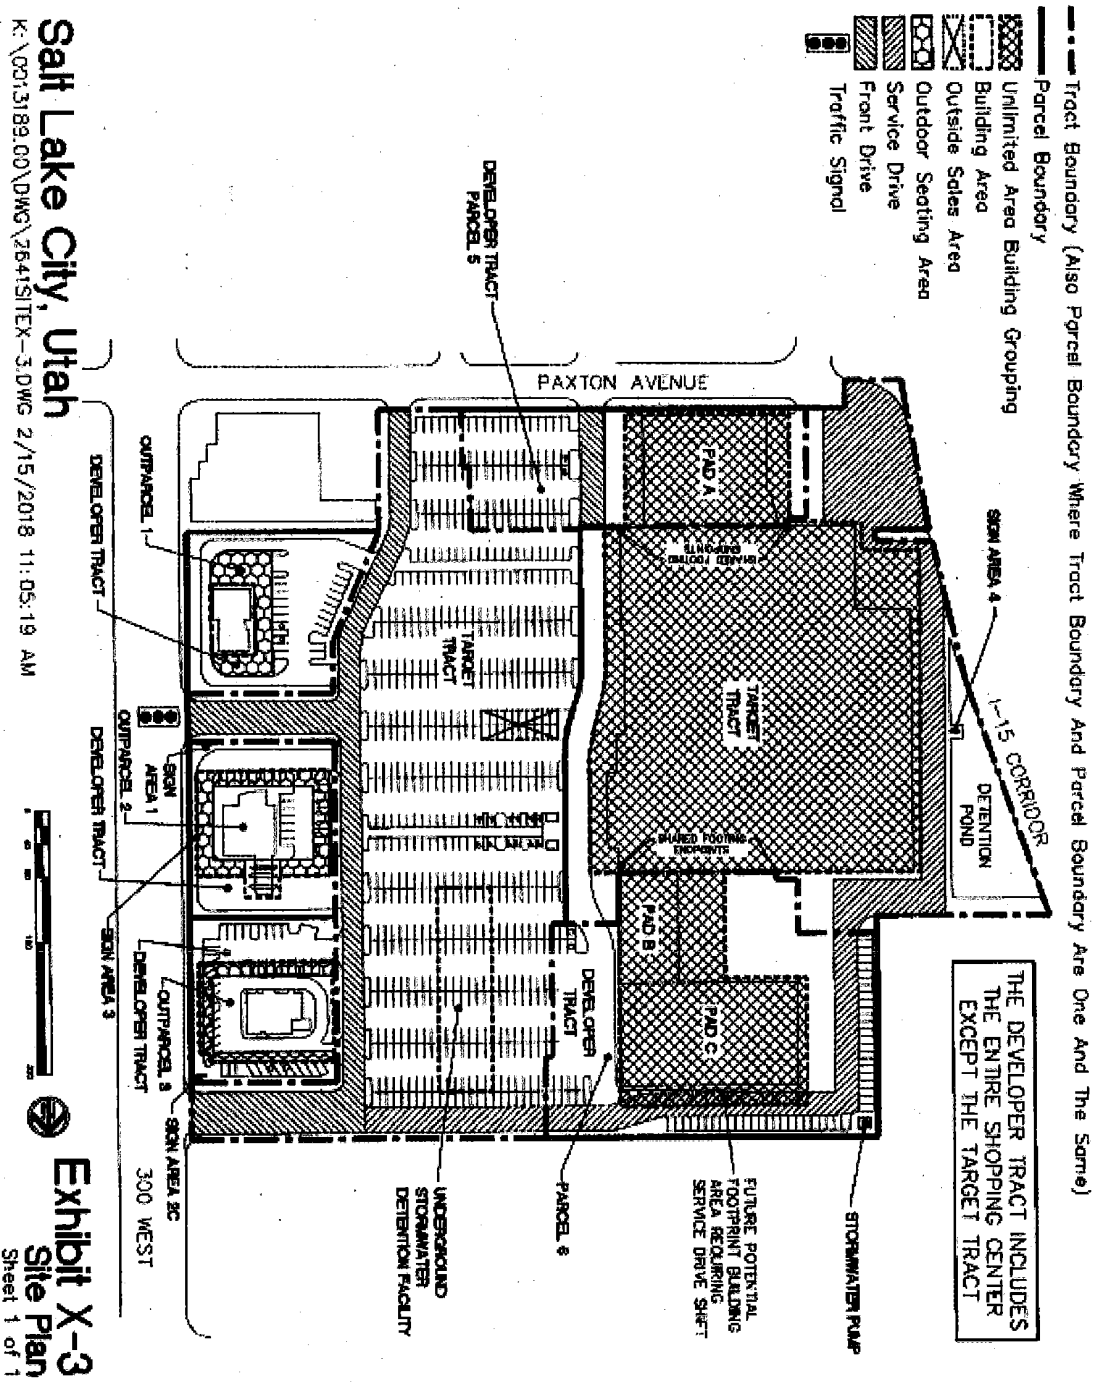 Tract Boundary (Also Parcel Boundary Where Tract Boundary And Parcel Boundary Are One And The Same)
Parcel Boundary
Unlimited Area Building Grouping
Building Area
Outside Sales Area
Outdoor Seating Area
Service Drive
Front Drive
Traffic Signal
THE DEVELOPER TRACT INCLUDES
THE ENTIRE SHOPPING CENTER
EXCEPT THE TARGET TRACT
SIGN AREA 4
I-15 CORRIDOR
DETENTION
POND
STORMWATER PUMP
PAXTON AVENUE
PAD A
SHARED FOOTING
ENDPOINTS
TARGET
TRACT
SHARED FOOTING
ENDPOINTS
PAD B
PAD C
FUTURE POTENTIAL
FOOTPRINT BUILDING
AREA REQUIRING
SERVICE DRIVE SHIFT
DEVELOPER TRACT
PARCEL 5
TARGET
TRACT
DEVELOPER
TRACT
PARCEL 6
UNDERGROUND
STORMWATER
DETENTION FACILITY
OUTPARCEL 1
DEVELOPER TRACT
SIGN
AREA 1
OUTPARCEL 2
DEVELOPER TRACT
SIGN AREA 3
OUTPARCEL 3
DEVELOPER TRACT
SIGN AREA 2C
300 WEST
Salt Lake City, Utah
K:\0013189.00\DWG\2641SITEX-3.DWG 2/15/2018 11:05:19 AM
Exhibit X-3
Site Plan
Sheet 1 of 1